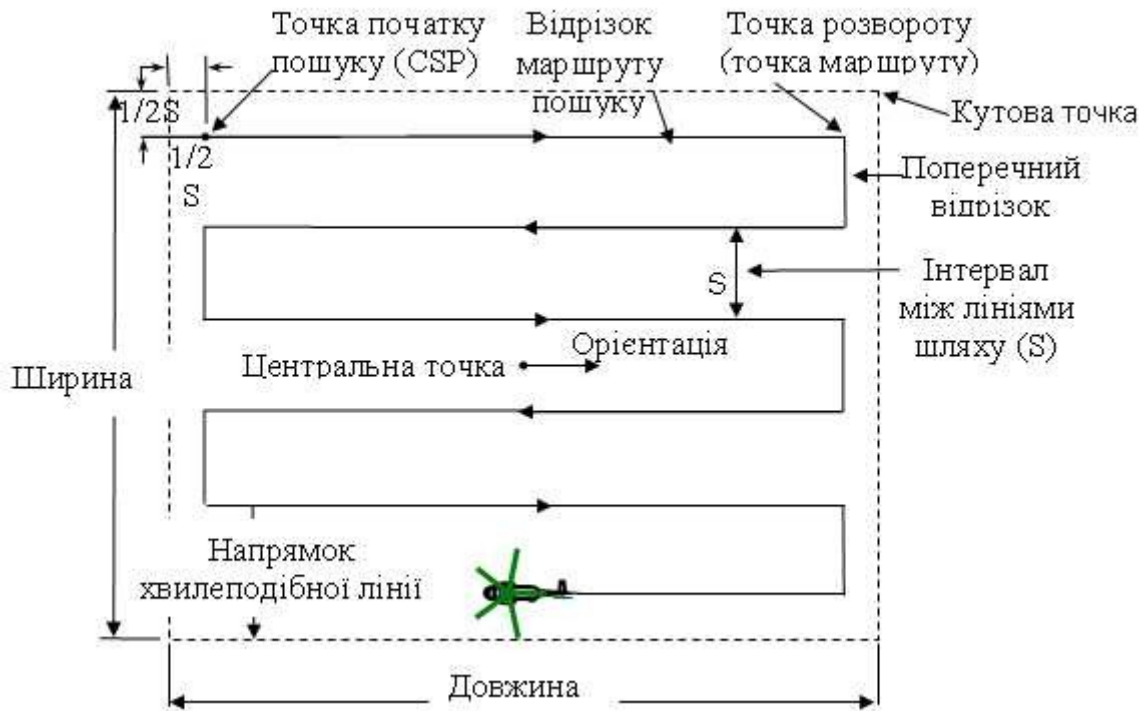 Точка початку
пошуку (CSP)
Відрізок
маршруту
пошуку
Точка розвороту
(точка маршруту)
1/2S
Кутова точка
1/2
S
Поперечний
відрізок
S
Інтервал
між лініями
шляху (S)
Орієнтація
Центральна точка
Ширина
Напрямок
хвилеподібної лінії
Довжина